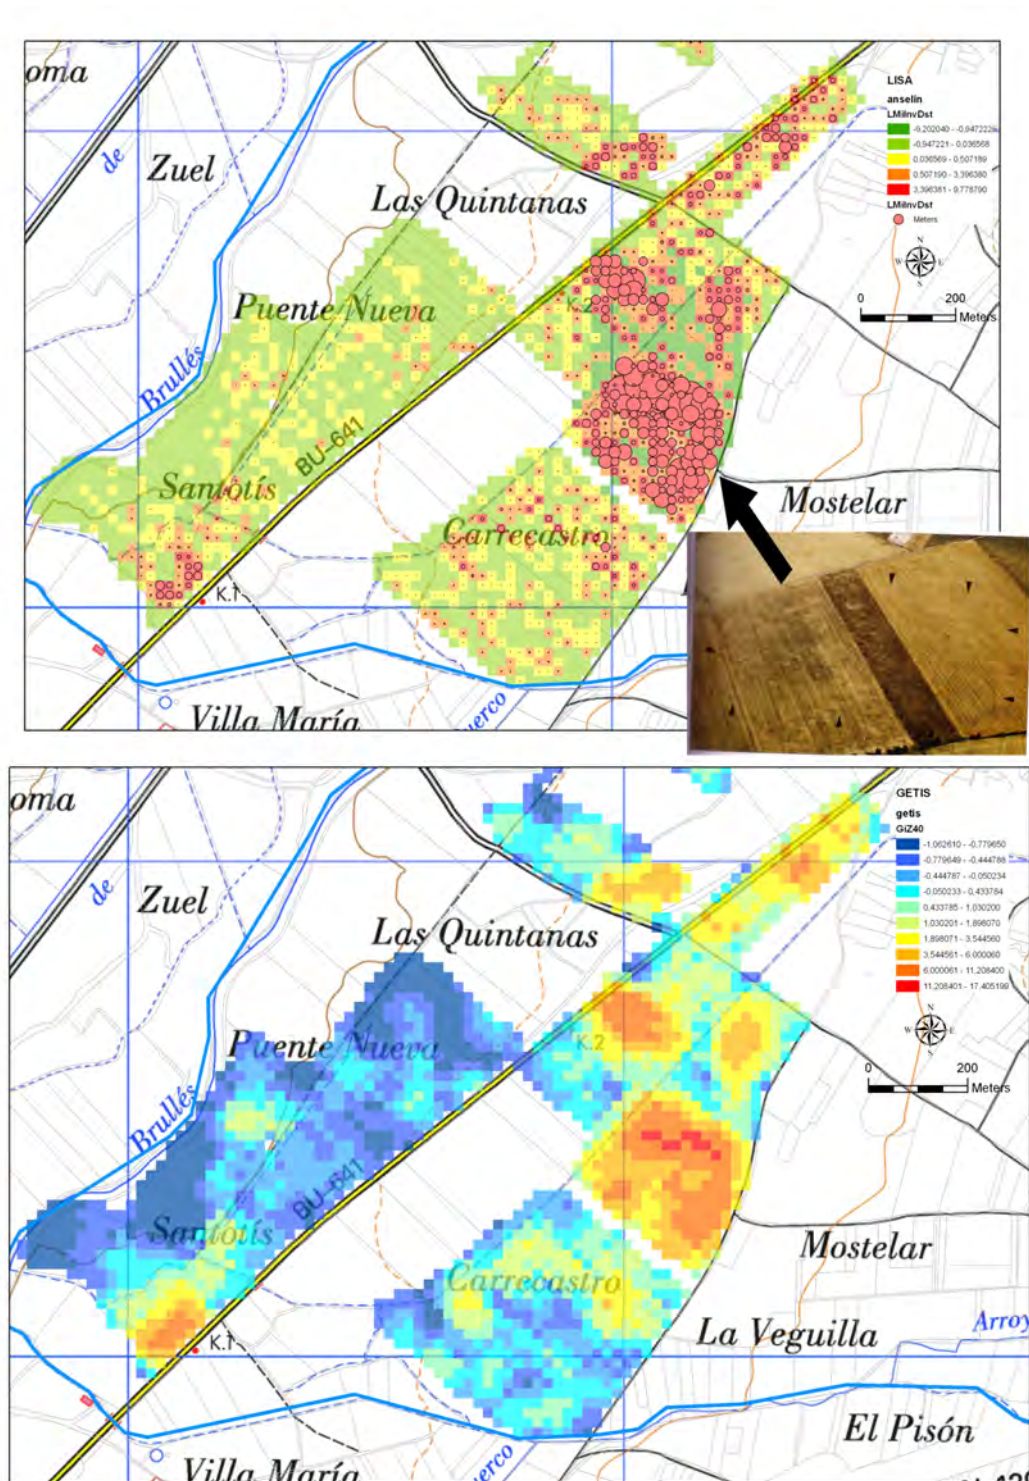 oma
de
Zuel
Las Quintanas
Puente Nueva
Brullés
K.2
BU-641
Santotís
Carrecastro
Mostelar
K.1
Villa María
uerco
LISA
anselin
LMiInvDst
-9,202040 - -0,947222
-0,947221 - 0,036568
0,036569 - 0,507189
0,507190 - 3,396380
3,396381 - 9,778790
LMiInvDst
Meters
N
W E
S
0 200
Meters
oma
de
Zuel
Las Quintanas
Puente Nueva
Brullés
K.2
BU-641
Santotís
Carrecastro
Mostelar
La Veguilla
Arroy
El Pisón
K.1
Villa María
uerco
GETIS
getis
GiZ40
-1,062610 - -0,779650
-0,779649 - -0,444788
-0,444787 - -0,050234
-0,050233 - 0,433784
0,433785 - 1,030200
1,030201 - 1,898070
1,898071 - 3,544560
3,544561 - 6,000060
6,000061 - 11,208400
11,208401 - 17,405199
N
W E
S
0 200
Meters